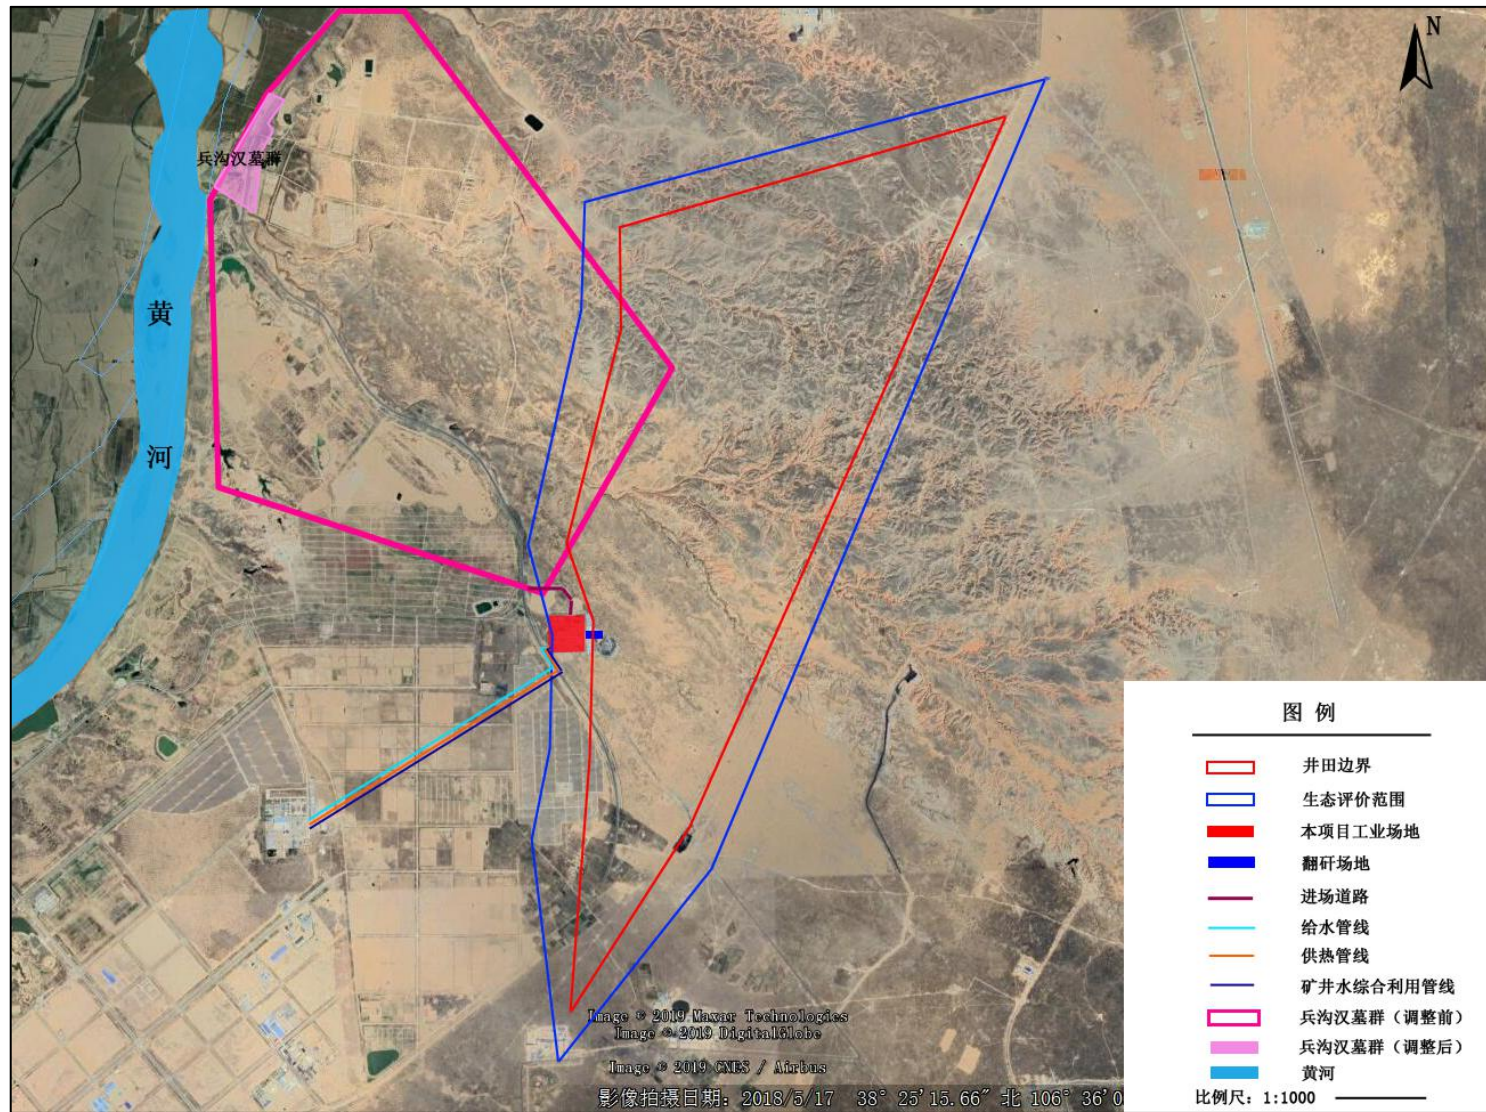 N
兵沟汉墓群
黄
河
图 例
井田边界
生态评价范围
本项目工业场地
翻矸场地
进场道路
给水管线
供热管线
矿井水综合利用管线
兵沟汉墓群（调整前）
兵沟汉墓群（调整后）
黄河
比例尺：1:1000
Image © 2019 Maxar Technologies
Image © 2019 DigitalGlobe
Image © 2019 CNES / Airbus
影像拍摄日期：2018/5/17 38° 25'15.66" 北 106° 36'0